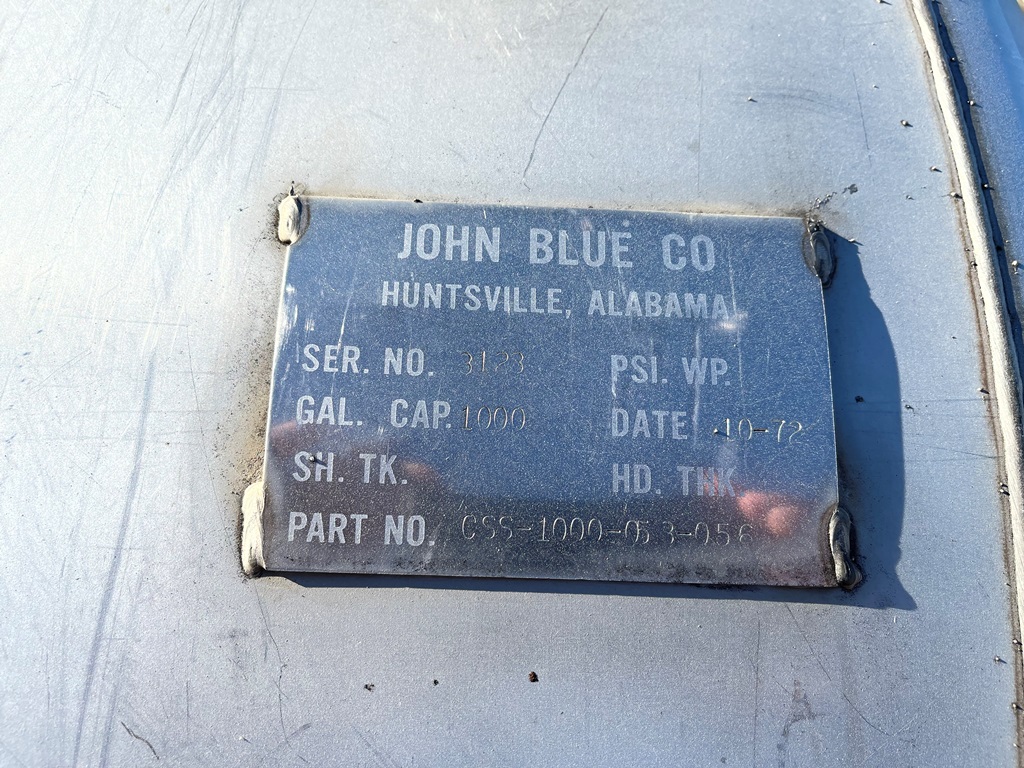 JOHN BLUE CO
HUNTSVILLE, ALABAMA
SER. NO. 3123 PSI. WP.
GAL. CAP. 1000 DATE 10-72
SH. TK. HD. THK.
PART NO. CSS-1000-053-056